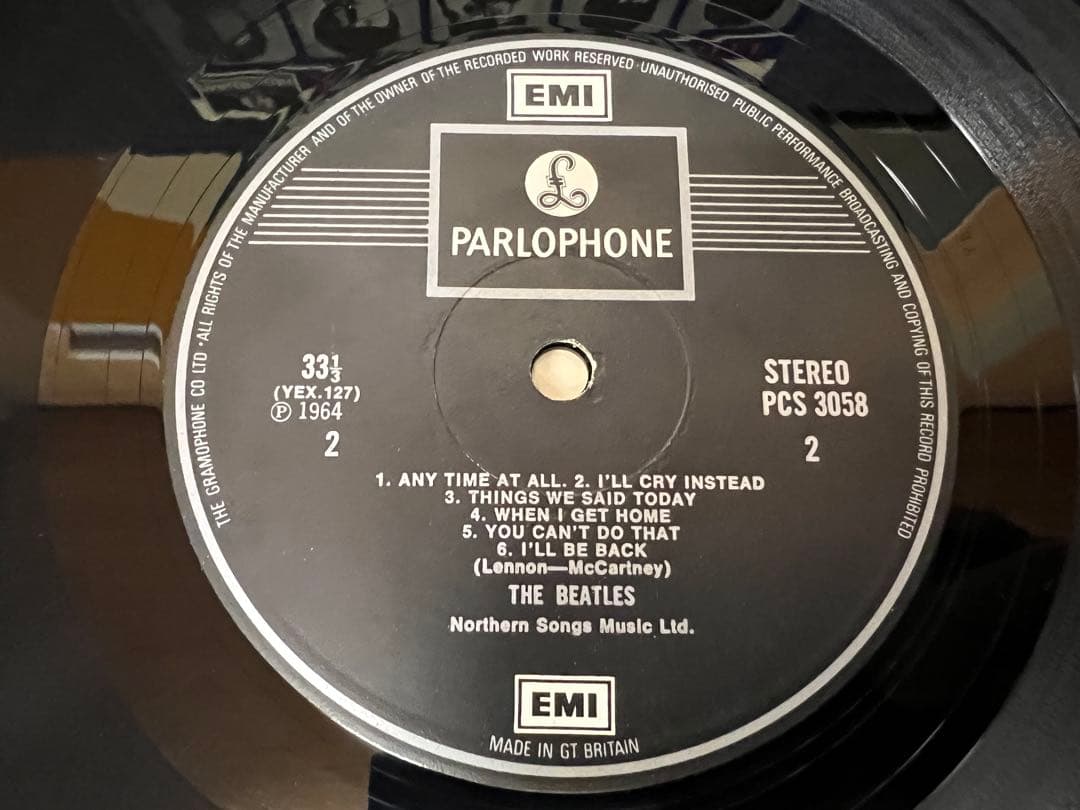 THE GRAMOPHONE CO LTD · ALL RIGHTS OF THE MANUFACTURER AND OF THE OWNER OF THE RECORDED WORK RESERVED · UNAUTHORISED PUBLIC PERFORMANCE BROADCASTING AND COPYING OF THIS RECORD PROHIBITED
EMI
£
PARLOPHONE
33⅓
(YEX.127)
Ⓟ 1964
2
STEREO
PCS 3058
2
1. ANY TIME AT ALL. 2. I'LL CRY INSTEAD
3. THINGS WE SAID TODAY
4. WHEN I GET HOME
5. YOU CAN'T DO THAT
6. I'LL BE BACK
(Lennon—McCartney)
THE BEATLES
Northern Songs Music Ltd.
EMI
MADE IN GT BRITAIN